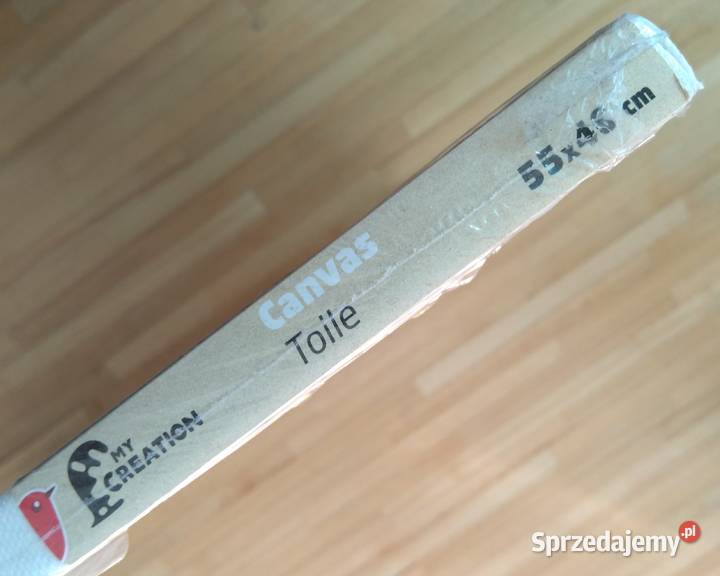 MY
CREATION
Canvas
Toile
55x46 cm
Sprzedajemy.pl